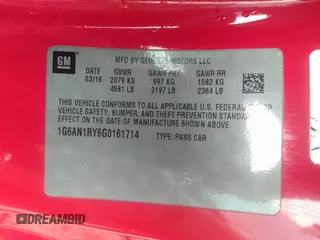 GM
MFD BY GENERAL MOTORS LLC
DATE GVWR GAWR FRT GAWR RR
03/16 2079 KG 997 KG 1082 KG
4581 LB 2197 LB 2384 LB
THIS VEHICLE CONFORMS TO ALL APPLICABLE U.S. FEDERAL MOTOR
VEHICLE SAFETY, BUMPER, AND THEFT PREVENTION STANDARDS IN
EFFECT ON THE DATE OF MANUFACTURE SHOWN ABOVE.
1G6AN1RY6G0161714 TYPE: PASS CAR
DREAMBID